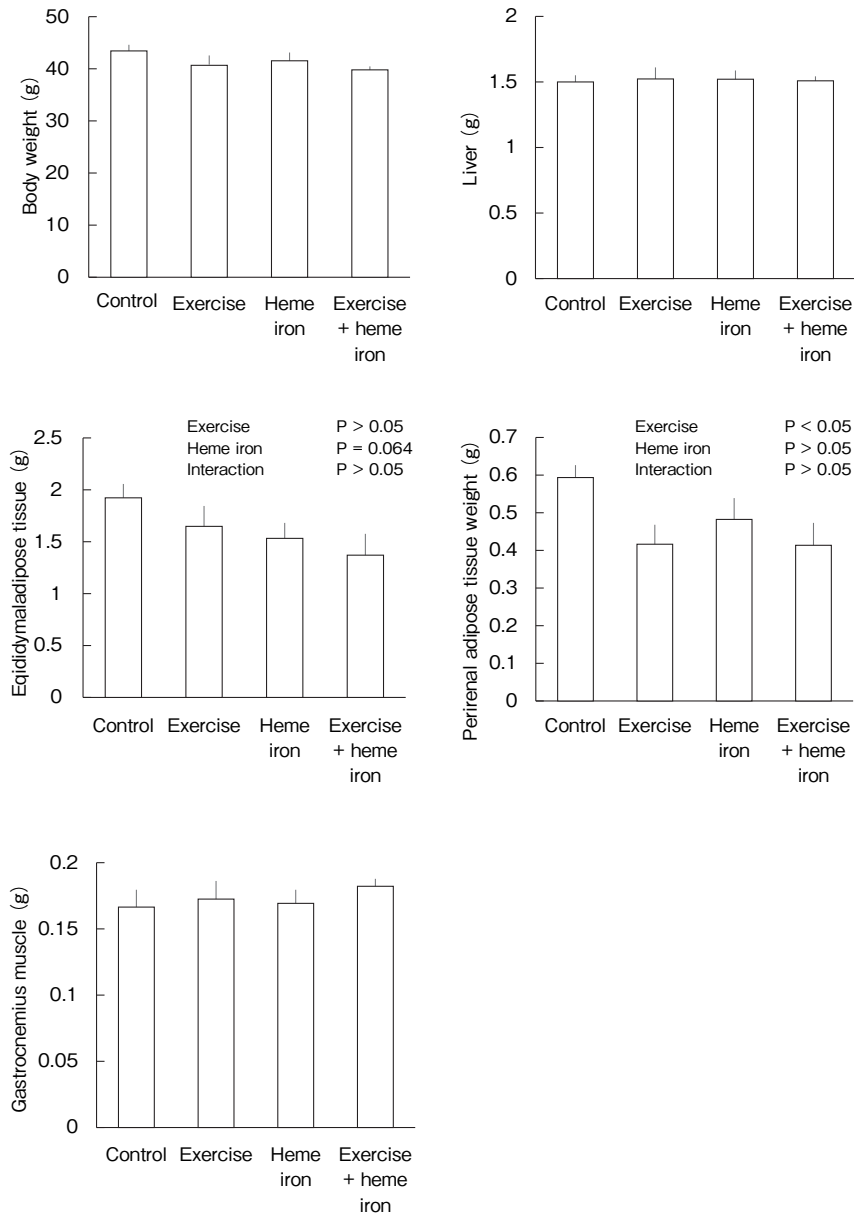 Body weight (g)
50
40
30
20
10
0
Control
Exercise
Heme
iron
Exercise
+ heme
iron
Liver (g)
2
1.5
1
0.5
0
Control
Exercise
Heme
iron
Exercise
+ heme
iron
Eqididymaladipose tissue (g)
Exercise P > 0.05
Heme iron P = 0.064
Interaction P > 0.05
2.5
2
1.5
1
0.5
0
Control
Exercise
Heme
iron
Exercise
+ heme
iron
Perirenal adipose tissue weight (g)
Exercise P < 0.05
Heme iron P > 0.05
Interaction P > 0.05
0.7
0.6
0.5
0.4
0.3
0.2
0.1
0
Control
Exercise
Heme
iron
Exercise
+ heme
iron
Gastrocnemius muscle (g)
0.2
0.15
0.1
0.05
0
Control
Exercise
Heme
iron
Exercise
+ heme
iron